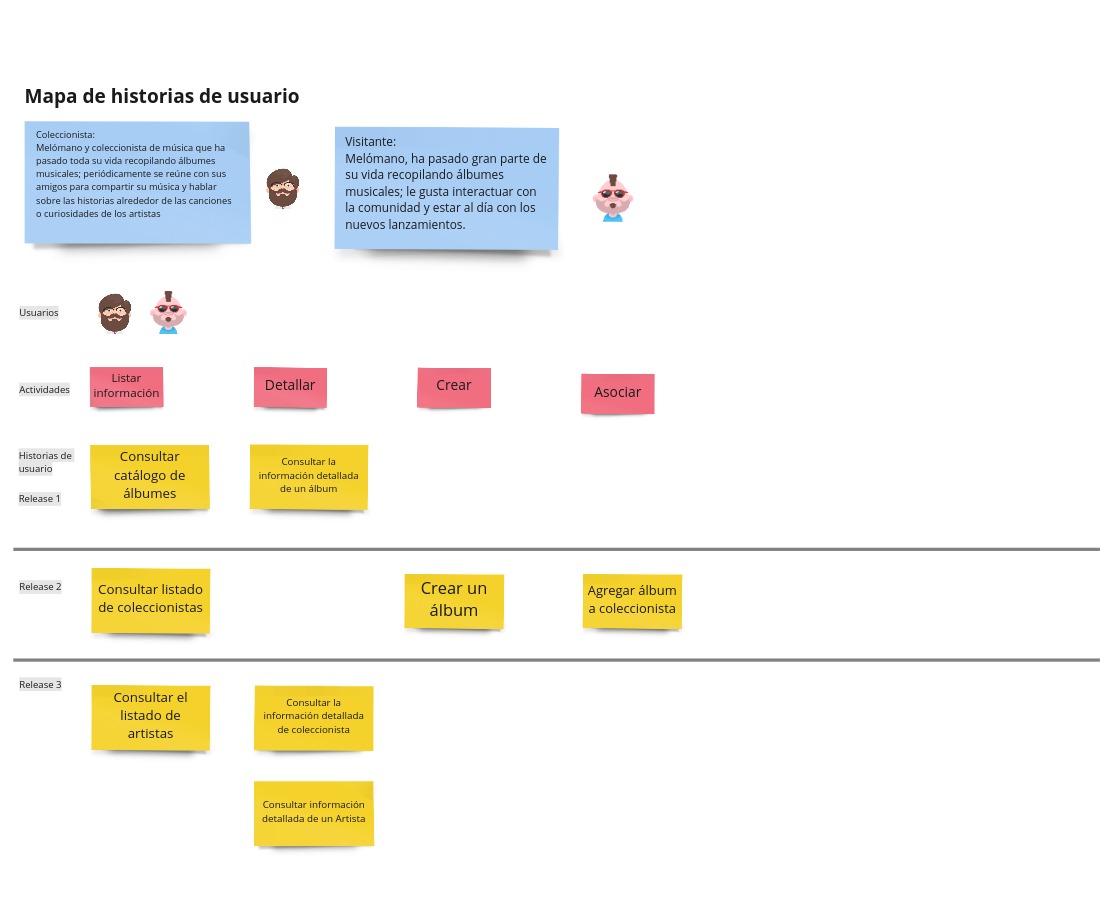 Mapa de historias de usuario
Coleccionista:
Melómano y coleccionista de música que ha
pasado toda su vida recopilando álbumes
musicales; periódicamente se reúne con sus
amigos para compartir su música y hablar
sobre las historias alrededor de las canciones
o curiosidades de los artistas
Visitante:
Melómano, ha pasado gran parte de
su vida recopilando álbumes
musicales; le gusta interactuar con
la comunidad y estar al día con los
nuevos lanzamientos.
Usuarios
Actividades
Listar
información
Detallar
Crear
Asociar
Historias de
usuario
Release 1
Consultar
catálogo de
álbumes
Consultar la
información detallada
de un álbum
Release 2
Consultar listado
de coleccionistas
Crear un
álbum
Agregar álbum
a coleccionista
Release 3
Consultar el
listado de
artistas
Consultar la
información detallada
de coleccionista
Consultar información
detallada de un Artista